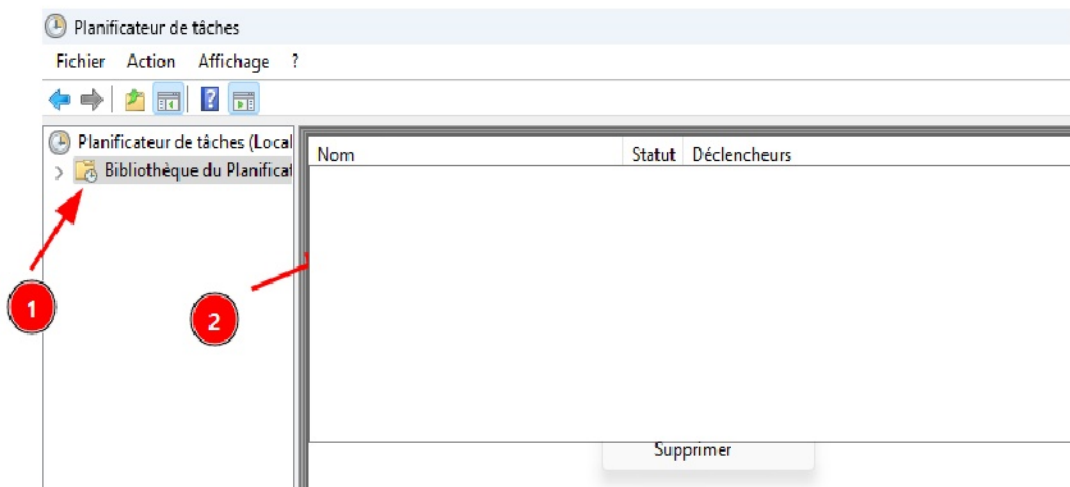 Planificateur de tâches
Fichier Action Affichage ?
Planificateur de tâches (Local
Bibliothèque du Planificat
Nom Statut Déclencheurs
1
2
Supprimer